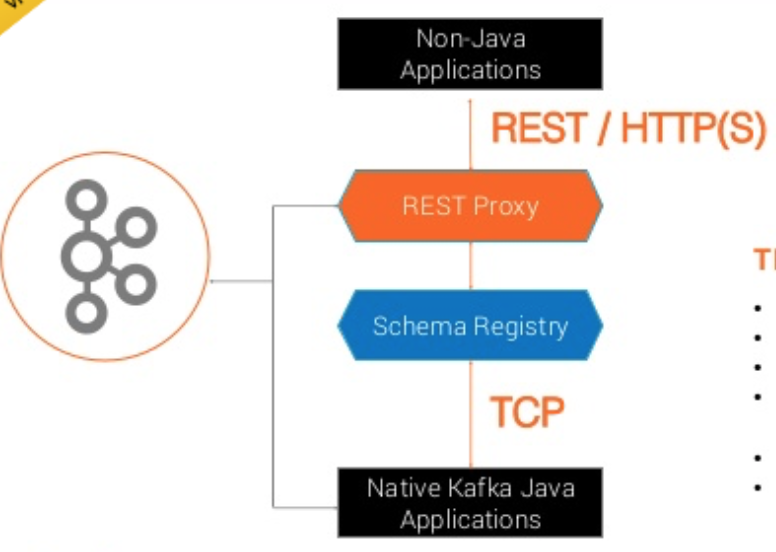 Non-Java
Applications
REST / HTTP(S)
REST Proxy
Schema Registry
TCP
Native Kafka Java
Applications